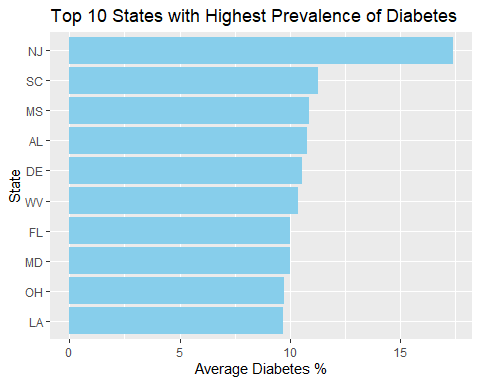 Top 10 States with Highest Prevalence of Diabetes
State
NJ
SC
MS
AL
DE
WV
FL
MD
OH
LA
0 5 10 15
Average Diabetes %